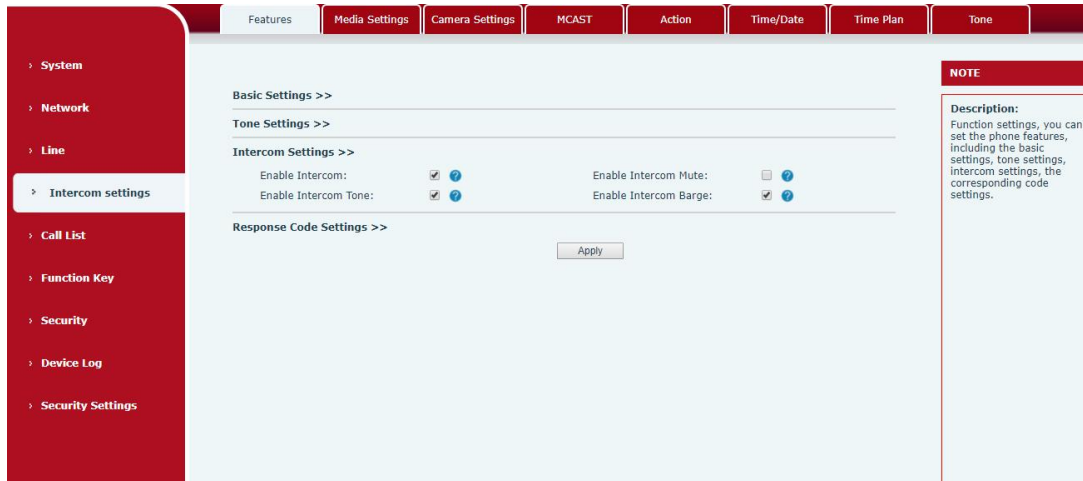 Features
Media Settings
Camera Settings
MCAST
Action
Time/Date
Time Plan
Tone
› System
› Network
› Line
› Intercom settings
› Call List
› Function Key
› Security
› Device Log
› Security Settings
Basic Settings >>
Tone Settings >>
Intercom Settings >>
Enable Intercom:
Enable Intercom Mute:
Enable Intercom Tone:
Enable Intercom Barge:
Response Code Settings >>
Apply
NOTE
Description:
Function settings, you can
set the phone features,
including the basic
settings, tone settings,
intercom settings, the
corresponding code
settings.